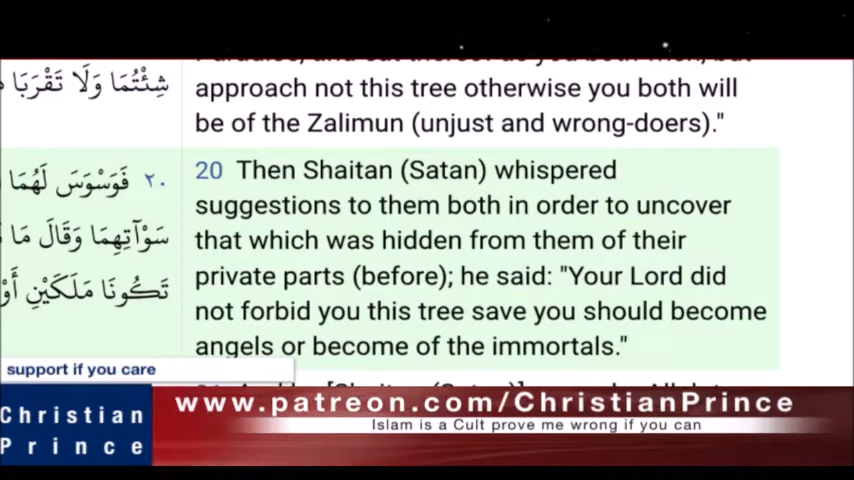 شِئْتُمَا وَلَا تَقْرَبَا
approach not this tree otherwise you both will
be of the Zalimun (unjust and wrong-doers)."
٢٠ فَوَسْوَسَ لَهُمَا
سَوْآتِهِمَا وَقَالَ مَا
تَكُونَا مَلَكَيْنِ أَوْ
20 Then Shaitan (Satan) whispered
suggestions to them both in order to uncover
that which was hidden from them of their
private parts (before); he said: "Your Lord did
not forbid you this tree save you should become
angels or become of the immortals."
support if you care
Christian
Prince
www.patreon.com/ChristianPrince
Islam is a Cult prove me wrong if you can